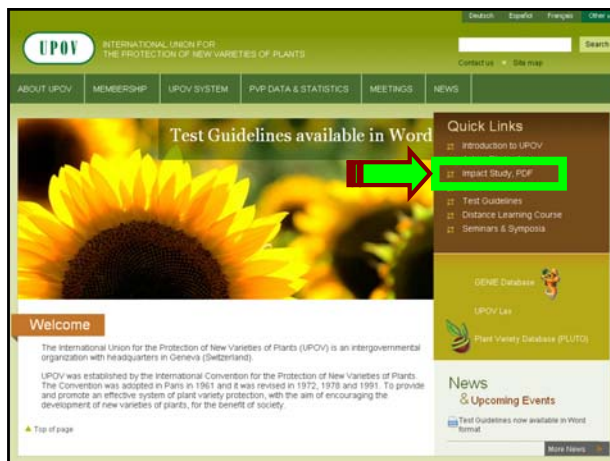 Deutsch Español Français Other
UPOV
INTERNATIONAL UNION FOR
THE PROTECTION OF NEW VARIETIES OF PLANTS
Search
Contact us Site map
ABOUT UPOV MEMBERSHIP UPOV SYSTEM PVP DATA & STATISTICS MEETINGS NEWS
Test Guidelines available in Word
Quick Links
Introduction to UPOV
Impact Study, PDF
Test Guidelines
Distance Learning Course
Seminars & Symposia
GENIE Database
UPOV Lex
Plant Variety Database (PLUTO)
Welcome
The International Union for the Protection of New Varieties of Plants (UPOV) is an intergovernmental
organization with headquarters in Geneva (Switzerland).
UPOV was established by the International Convention for the Protection of New Varieties of Plants.
The Convention was adopted in Paris in 1961 and it was revised in 1972, 1978 and 1991. To provide
and promote an effective system of plant variety protection, with the aim of encouraging the
development of new varieties of plants, for the benefit of society.
Top of page
News
& Upcoming Events
Test Guidelines now available in Word
format
More News